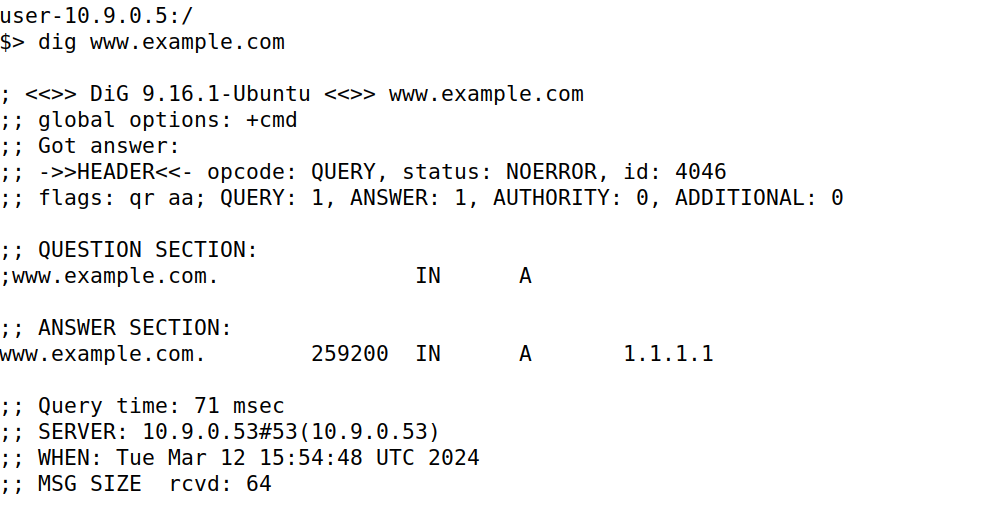 user-10.9.0.5:/
$> dig www.example.com
; <<>> DiG 9.16.1-Ubuntu <<>> www.example.com
;; global options: +cmd
;; Got answer:
;; ->>HEADER<<- opcode: QUERY, status: NOERROR, id: 4046
;; flags: qr aa; QUERY: 1, ANSWER: 1, AUTHORITY: 0, ADDITIONAL: 0
;; QUESTION SECTION:
;www.example.com. IN A
;; ANSWER SECTION:
www.example.com. 259200 IN A 1.1.1.1
;; Query time: 71 msec
;; SERVER: 10.9.0.53#53(10.9.0.53)
;; WHEN: Tue Mar 12 15:54:48 UTC 2024
;; MSG SIZE  rcvd: 64